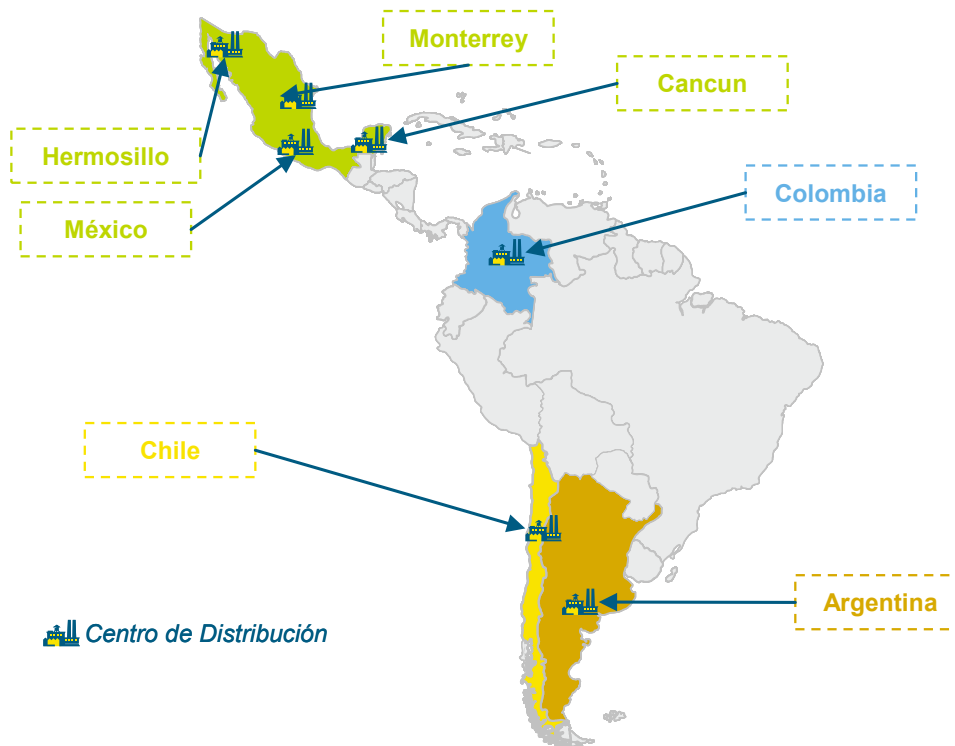 Monterrey
Cancun
Hermosillo
México
Colombia
Chile
Argentina
Centro de Distribución